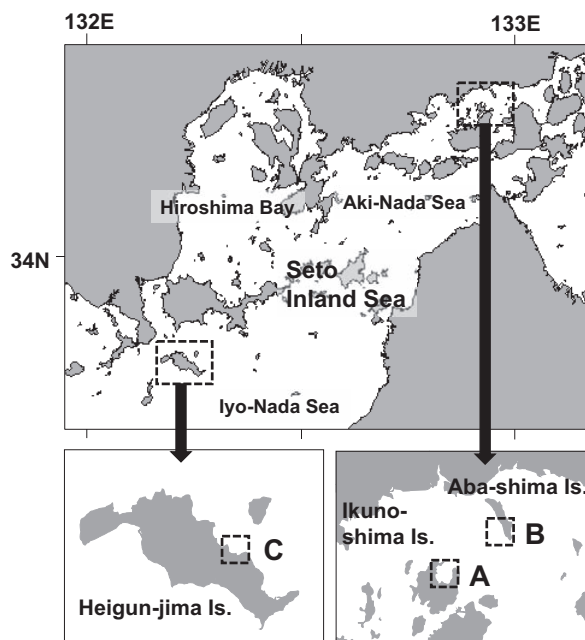 132E
133E
Hiroshima Bay
Aki-Nada Sea
34N
Seto
Inland Sea
Iyo-Nada Sea
Aba-shima Is.
Ikuno-
shima Is.
B
C
A
Heigun-jima Is.